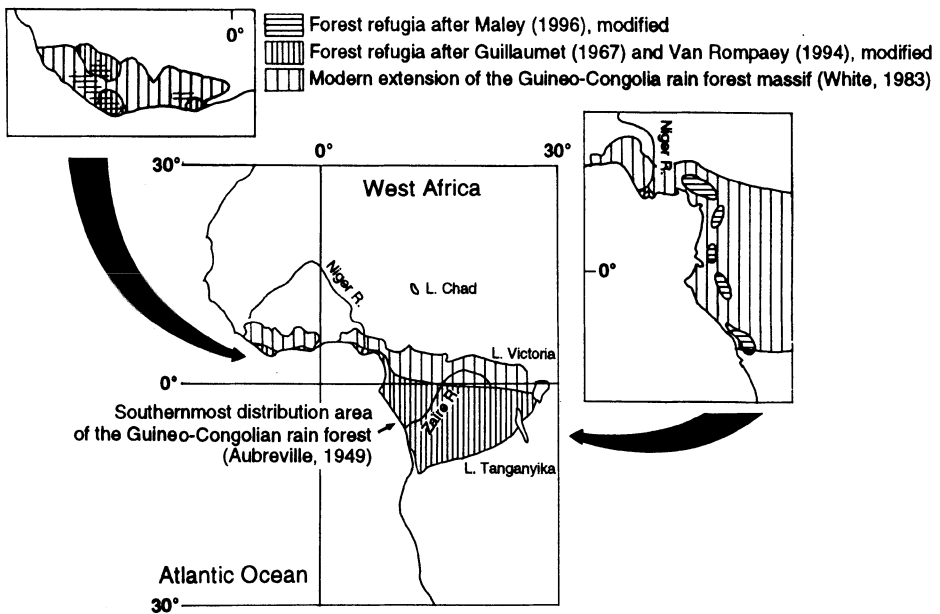 0°
Forest refugia after Maley (1996), modified
Forest refugia after Guillaumet (1967) and Van Rompaey (1994), modified
Modern extension of the Guineo-Congolia rain forest massif (White, 1983)
Niger R.
0°
0°
30°
30°
West Africa
Niger R.
L. Chad
L. Victoria
0°
Zaïre R.
Southernmost distribution area
of the Guineo-Congolian rain forest
(Aubreville, 1949)
L. Tanganyika
Atlantic Ocean
30°